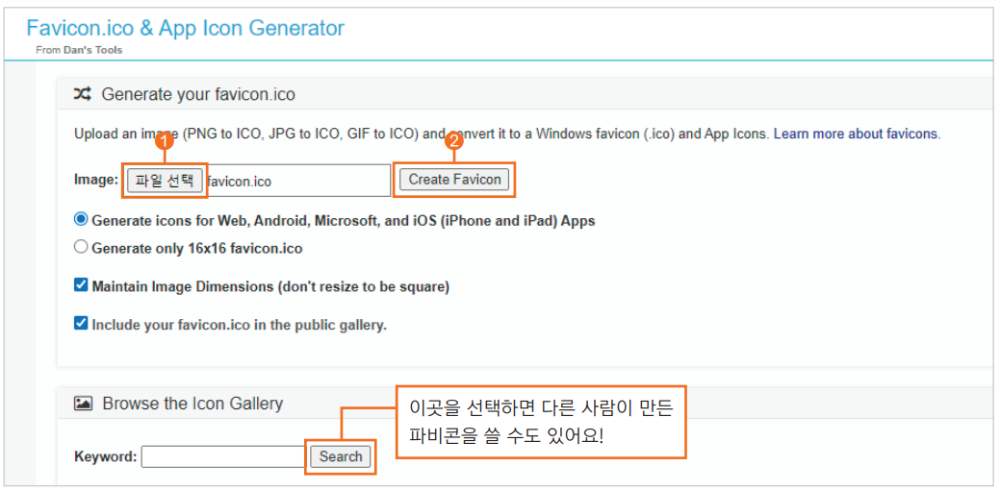 Favicon.ico & App Icon Generator
From Dan's Tools
Generate your favicon.ico
Upload an image (PNG to ICO, JPG to ICO, GIF to ICO) and convert it to a Windows favicon (.ico) and App Icons. Learn more about favicons.
1
2
Image: 파일 선택 favicon.ico Create Favicon
Generate icons for Web, Android, Microsoft, and iOS (iPhone and iPad) Apps
Generate only 16x16 favicon.ico
Maintain Image Dimensions (don't resize to be square)
Include your favicon.ico in the public gallery.
Browse the Icon Gallery
이곳을 선택하면 다른 사람이 만든
파비콘을 쓸 수도 있어요!
Keyword: Search